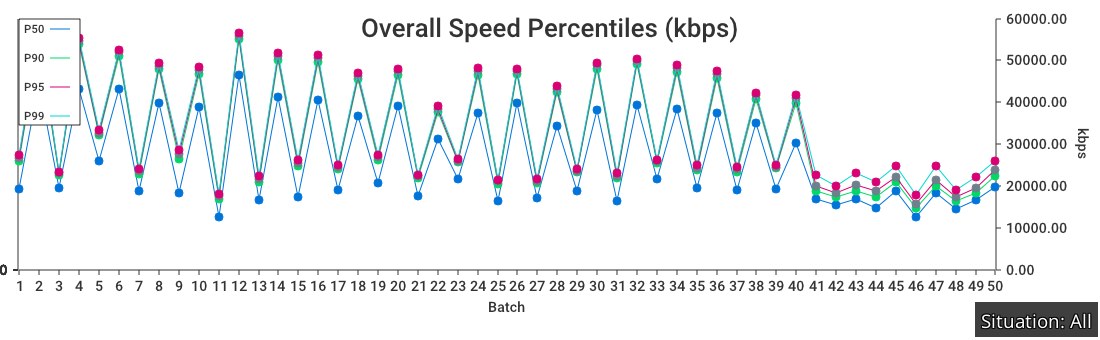 Overall Speed Percentiles (kbps)
P50
P90
P95
P99
60000.00
50000.00
40000.00
30000.00
20000.00
10000.00
0.00
kbps
0
1 2 3 4 5 6 7 8 9 10 11 12 13 14 15 16 17 18 19 20 21 22 23 24 25 26 27 28 29 30 31 32 33 34 35 36 37 38 39 40 41 42 43 44 45 46 47 48 49 50
Batch
Situation: All